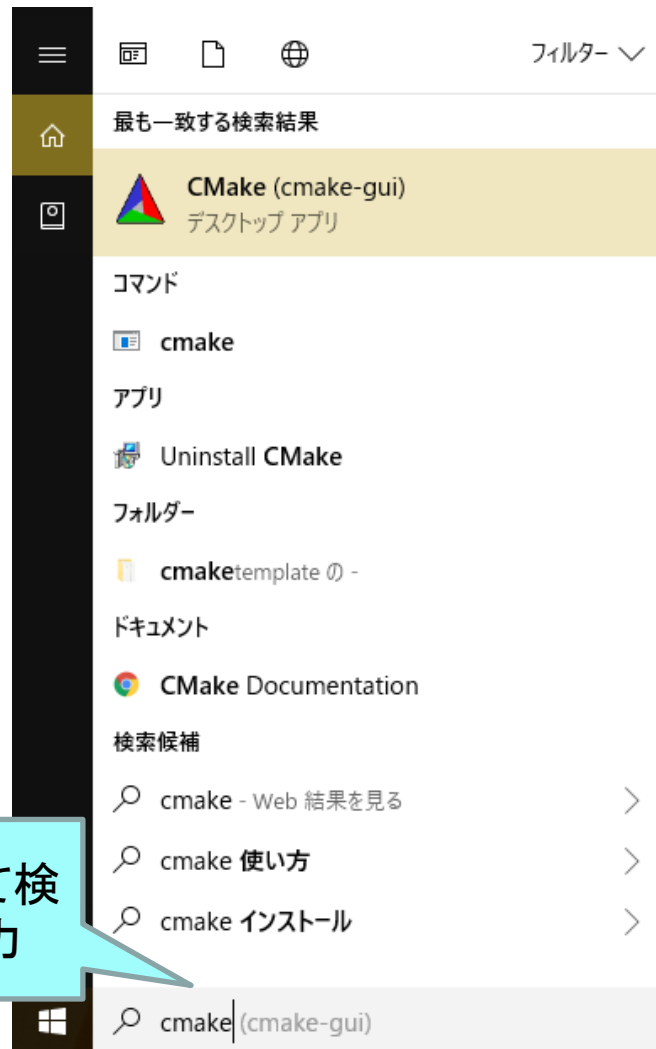 フィルター
最も一致する検索結果
CMake (cmake-gui)
デスクトップ アプリ
コマンド
cmake
アプリ
Uninstall CMake
フォルダー
cmaketemplate の -
ドキュメント
CMake Documentation
検索候補
cmake - Web 結果を見る
cmake 使い方
cmake インストール
て検
力
cmake (cmake-gui)